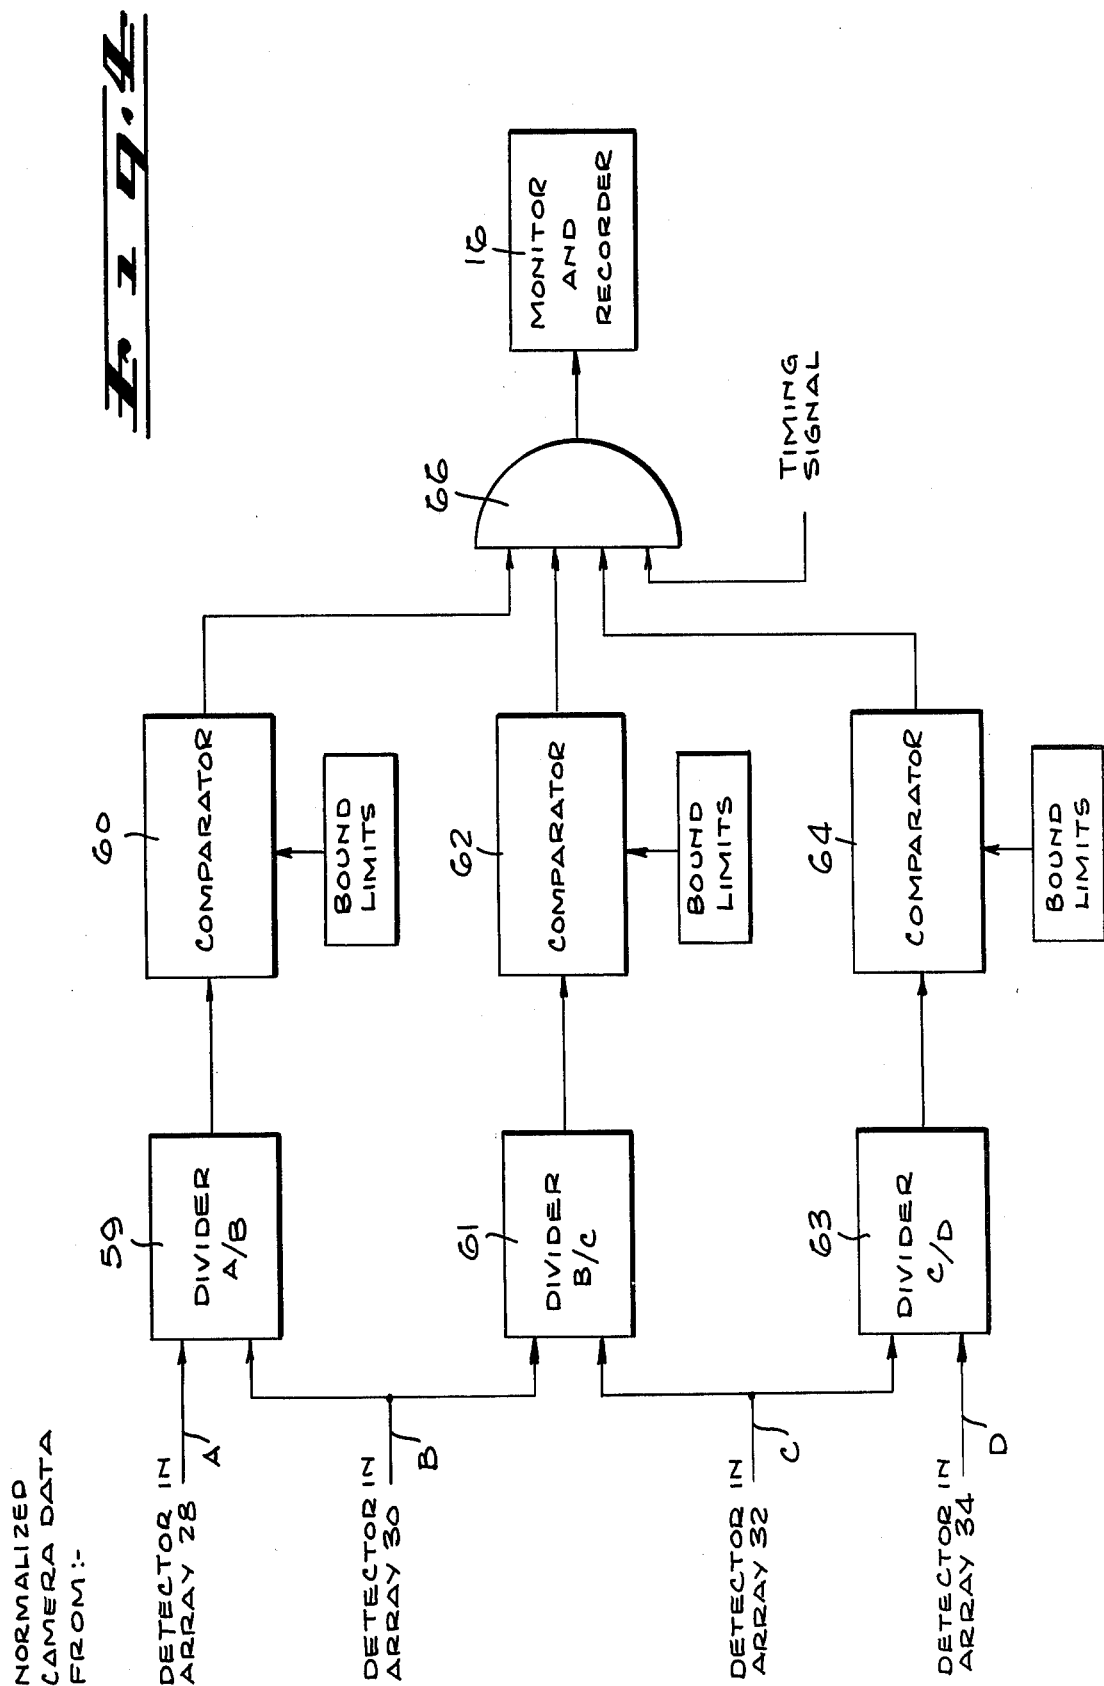 Fig. 4
NORMALIZED
CAMERA DATA
FROM:-
DETECTOR IN
ARRAY 28
A
DETECTOR IN
ARRAY 30
B
DETECTOR IN
ARRAY 32
C
DETECTOR IN
ARRAY 34
D
59
DIVIDER
A/B
61
DIVIDER
B/C
63
DIVIDER
C/D
60
COMPARATOR
BOUND
LIMITS
62
COMPARATOR
BOUND
LIMITS
64
COMPARATOR
BOUND
LIMITS
66
TIMING
SIGNAL
16
MONITOR
AND
RECORDER